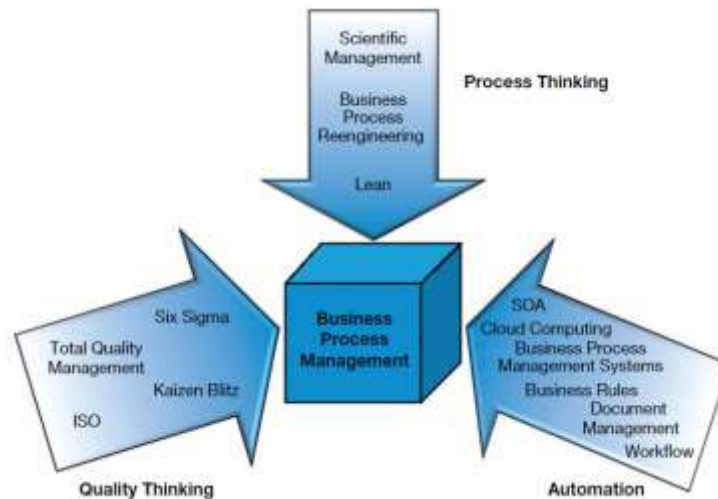 Scientific
Management
Process Thinking
Business
Process
Reengineering
Lean
Six Sigma
Total Quality
Management
Kaizen Blitz
ISO
Quality Thinking
Business
Process
Management
SOA
Cloud Computing
Business Process
Management Systems
Business Rules
Document
Management
Workflow
Automation